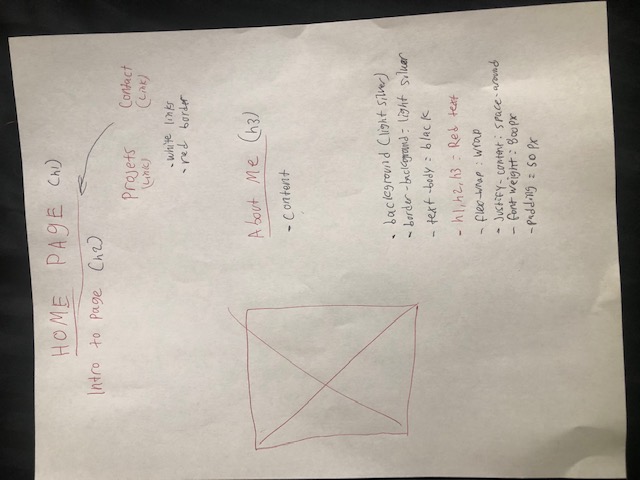 HOME PAGE (h1)
Intro to page (h2)
Projets Contact
(Link) (Link)
- white links
- red border
About Me (h3)
- Content
- background (light silver)
- border-background = light silver
- text-body = black
- h1, h2, h3 = Red text
- flex-wrap : wrap
- Justify-content : space-around
- font weight : 800px
- padding = 50 px